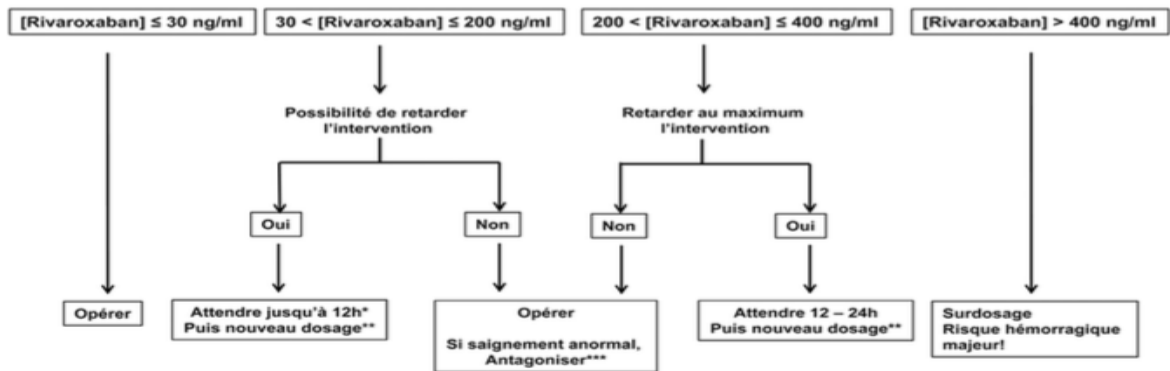 [Rivaroxaban] ≤ 30 ng/ml
30 < [Rivaroxaban] ≤ 200 ng/ml
200 < [Rivaroxaban] ≤ 400 ng/ml
[Rivaroxaban] > 400 ng/ml
Possibilité de retarder
l'intervention
Retarder au maximum
l'intervention
Oui
Non
Non
Oui
Opérer
Attendre jusqu'à 12h*
Puis nouveau dosage**
Opérer
Si saignement anormal,
Antagoniser***
Attendre 12 – 24h
Puis nouveau dosage**
Surdosage
Risque hémorragique
majeur!